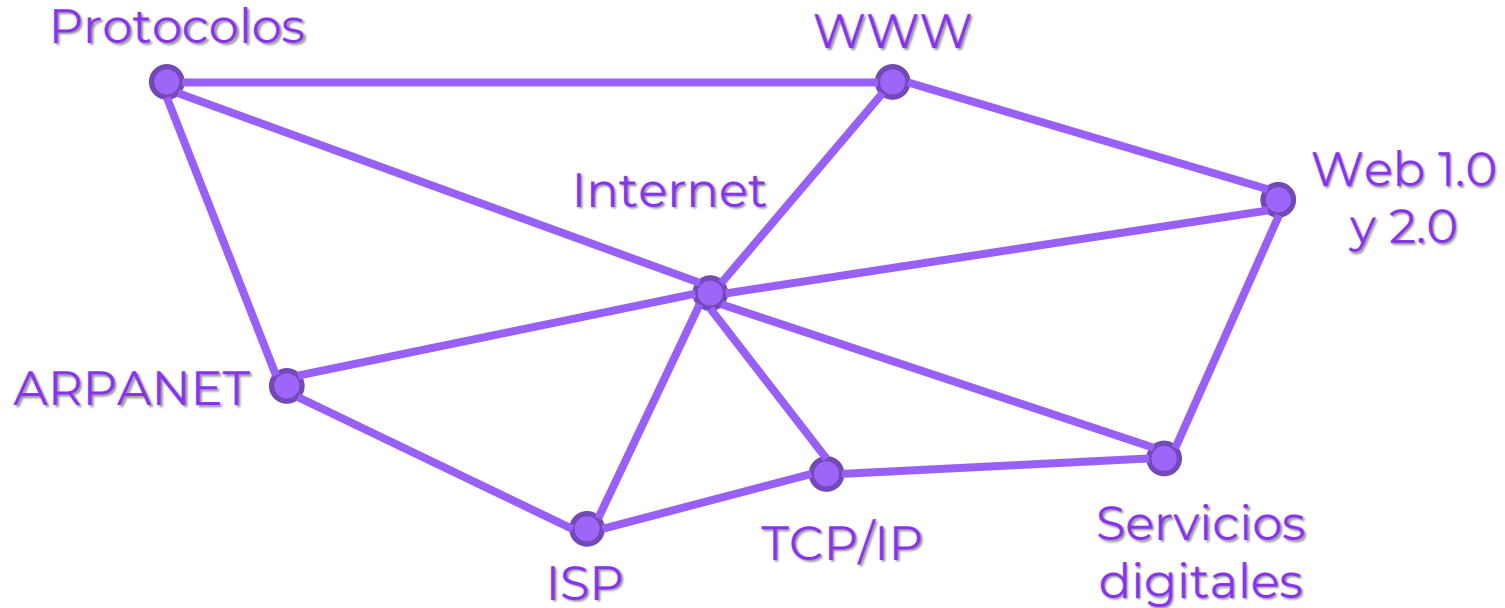 Protocolos
WWW
Internet
Web 1.0
y 2.0
ARPANET
ISP
TCP/IP
Servicios
digitales